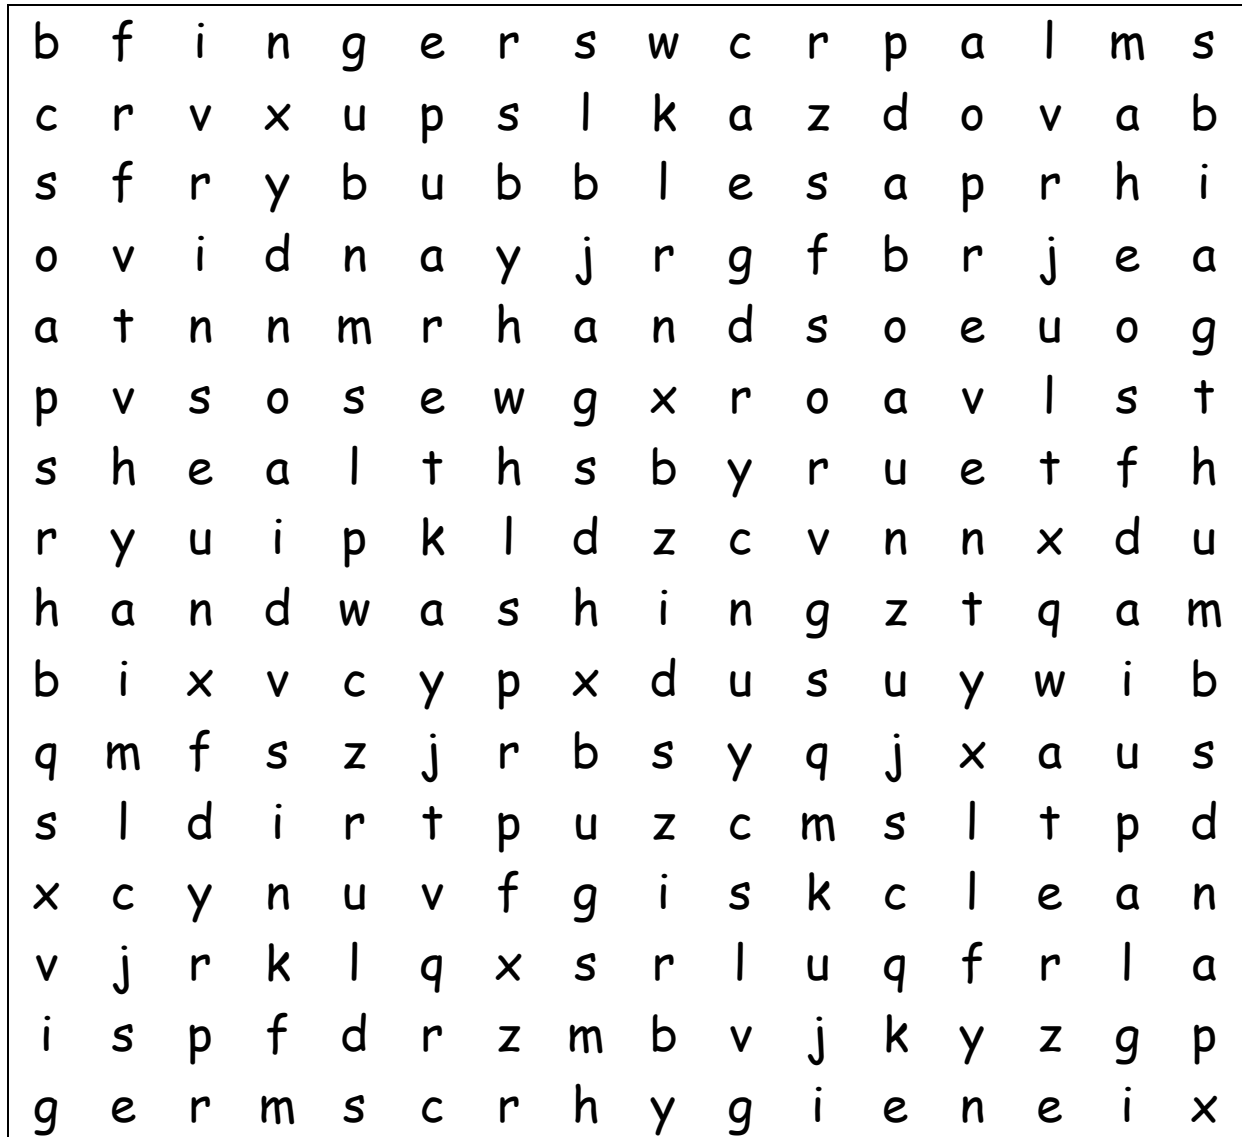 b f i n g e r s w c r p a l m s
c r v x u p s l k a z d o v a b
s f r y b u b b l e s a p r h i
o v i d n a y j r g f b r j e a
a t n n m r h a n d s o e u o g
p v s o s e w g x r o a v l s t
s h e a l t h s b y r u e t f h
r y u i p k l d z c v n n x d u
h a n d w a s h i n g z t q a m
b i x v c y p x d u s u y w i b
q m f s z j r b s y q j x a u s
s l d i r t p u z c m s l t p d
x c y n u v f g i s k c l e a n
v j r k l q x s r l u q f r l a
i s p f d r z m b v j k y z g p
g e r m s c r h y g i e n e i x